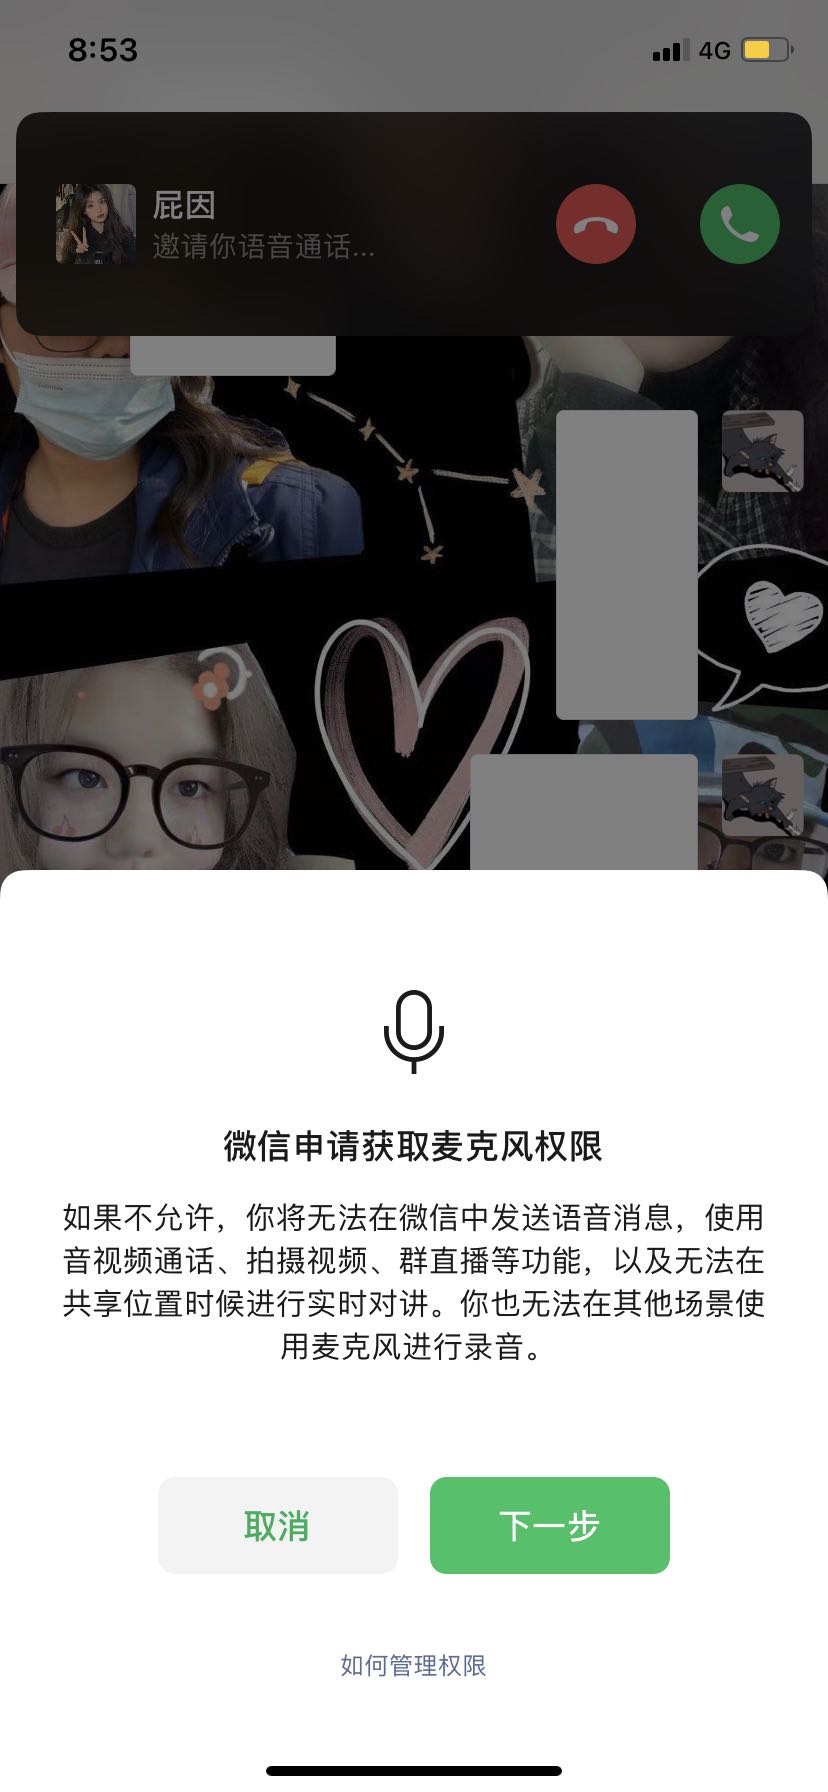 8:53
4G
屁因
邀请你语音通话...
微信申请获取麦克风权限
如果不允许，你将无法在微信中发送语音消息，使用
音视频通话、拍摄视频、群直播等功能，以及无法在
共享位置时候进行实时对讲。你也无法在其他场景使
用麦克风进行录音。
取消
下一步
如何管理权限